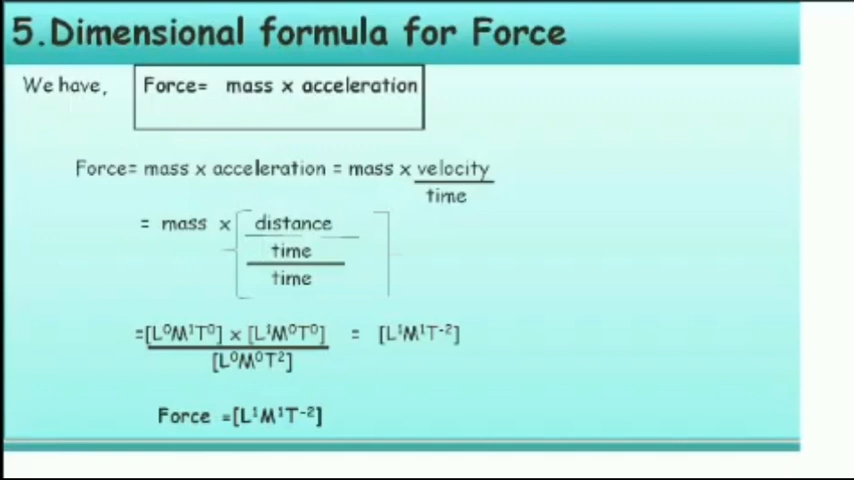 5.Dimensional formula for Force
We have, Force= mass x acceleration
Force= mass x acceleration = mass x velocity
time
= mass x distance
time
time
=[L⁰M¹T⁰] x [L¹M⁰T⁰] = [L¹M¹T⁻²]
[L⁰M⁰T²]
Force =[L¹M¹T⁻²]